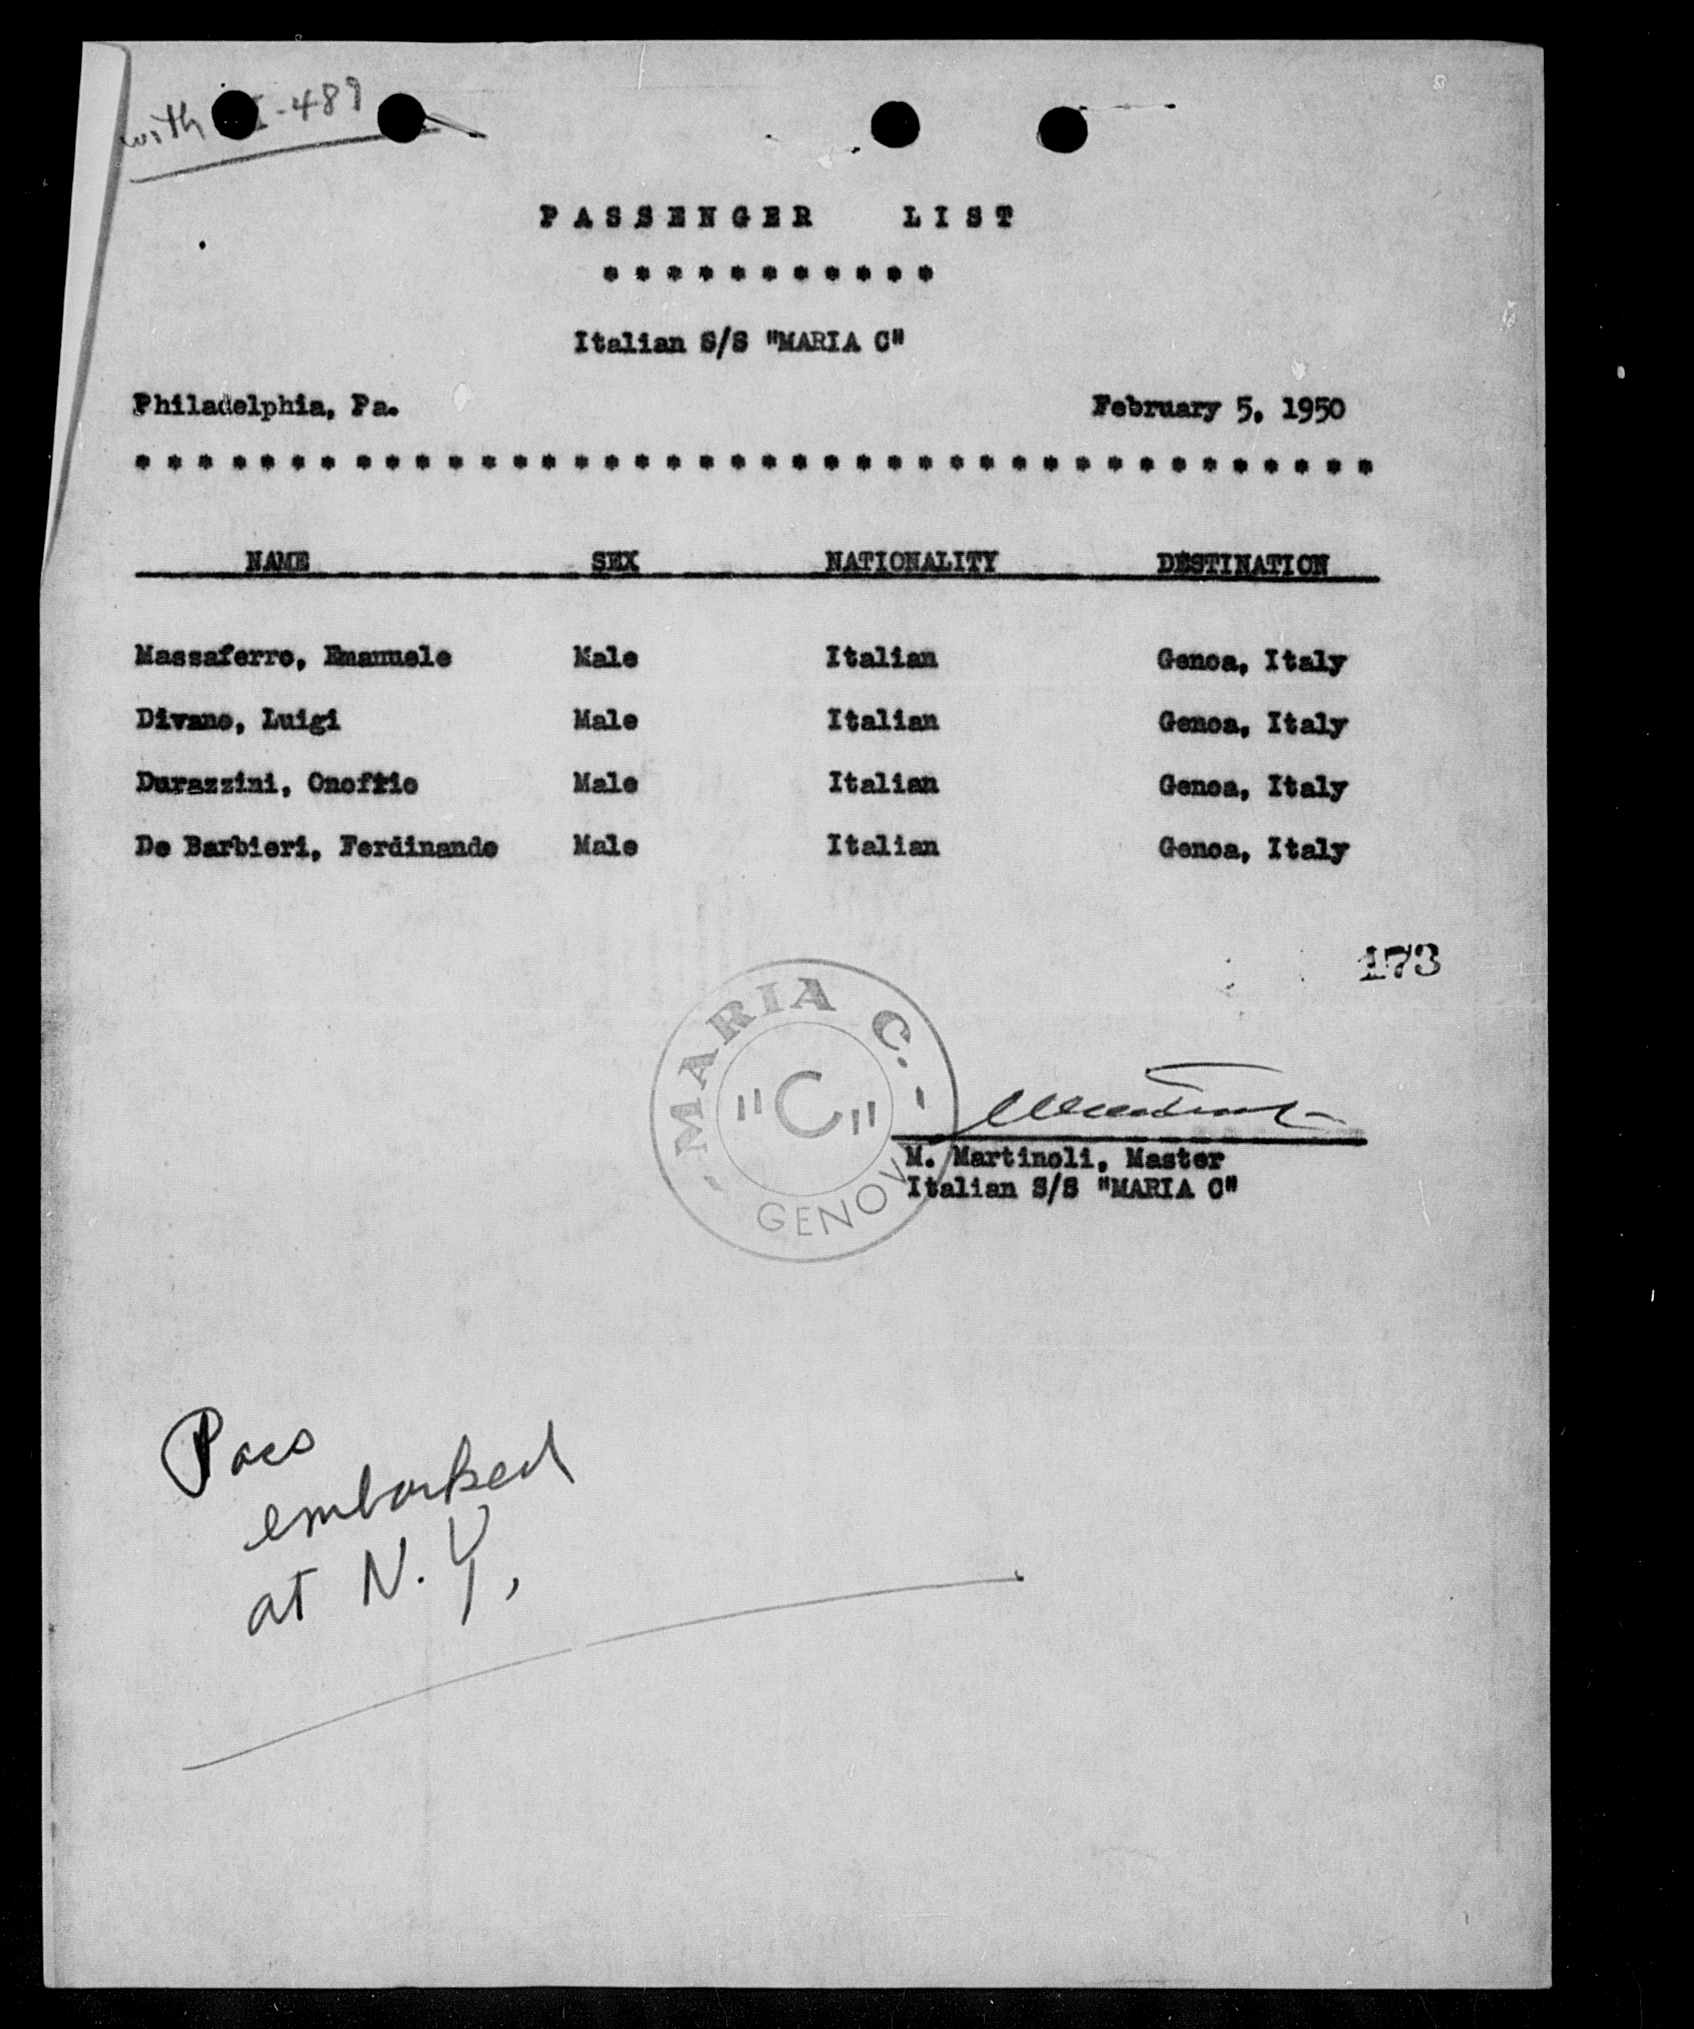 with I-489
PASSENGER LIST
* * * * * * * * * * *
Italian S/S "MARIA C"
Philadelphia, Pa. February 5, 1950
* * * * * * * * * * * * * * * * * * * * * * * * * * * * * * * * * * * * * * * *
NAME SEX NATIONALITY DESTINATION
Massaferro, Emanuele Male Italian Genoa, Italy
Divano, Luigi Male Italian Genoa, Italy
Durazzini, Onofrio Male Italian Genoa, Italy
De Barbieri, Ferdinando Male Italian Genoa, Italy
173
- MARIA C. -
"C"
GENOV
M. Martinoli, Master
Italian S/S "MARIA C"
Pass
embarked
at N.Y.